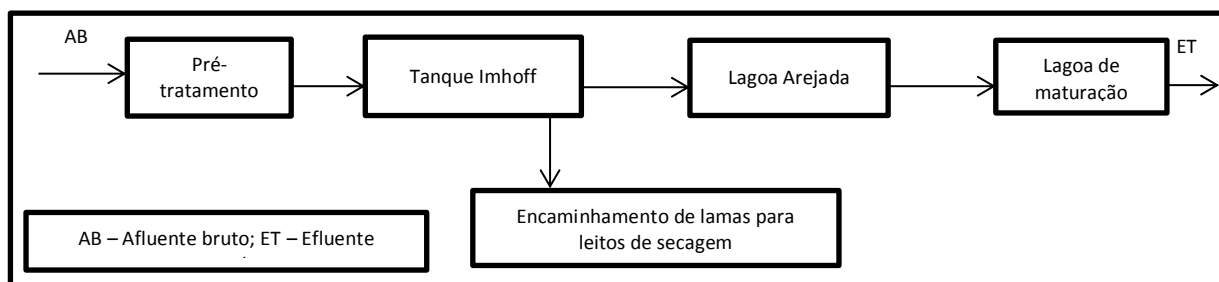 AB
Pré-
tratamento
Tanque Imhoff
Lagoa Arejada
Lagoa de
maturação
ET
Encaminhamento de lamas para
leitos de secagem
AB – Afluente bruto; ET – Efluente